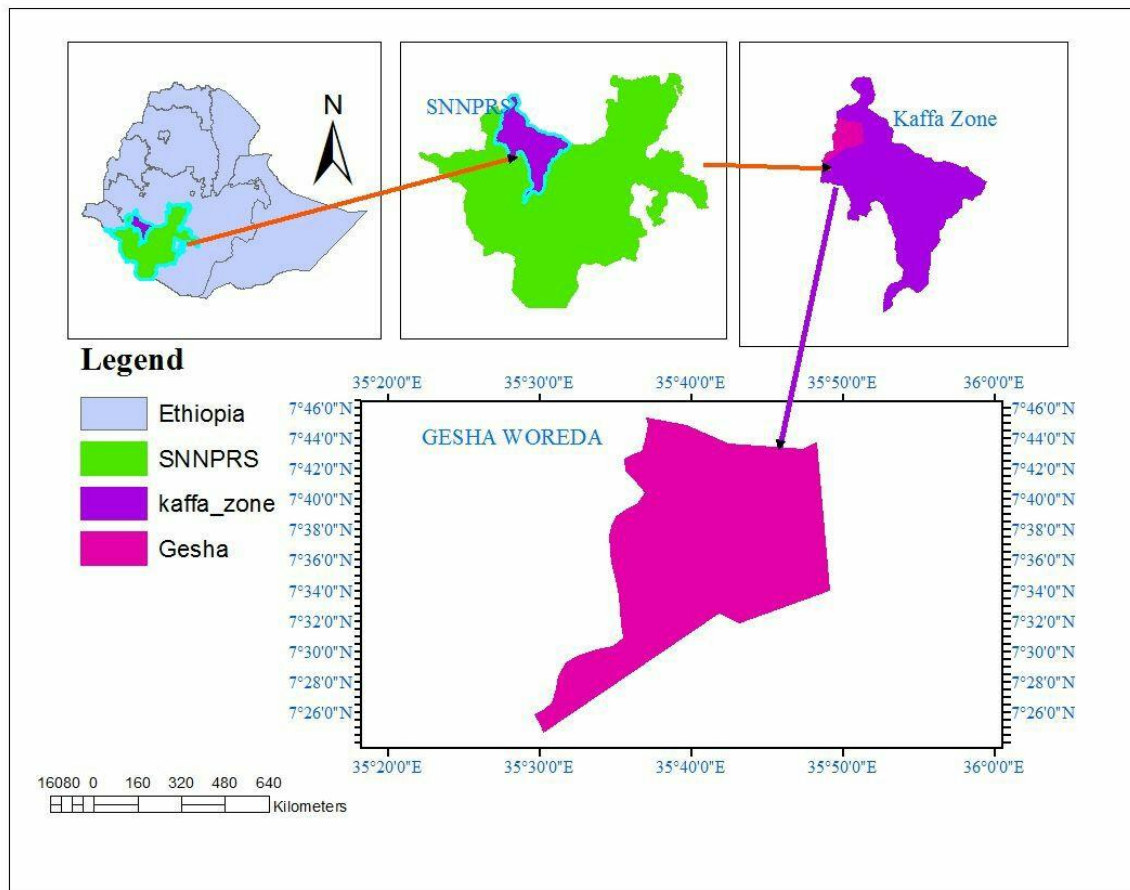 N
SNNPRS
Kaffa Zone
Legend
Ethiopia
SNNPRS
kaffa_zone
Gesha
35°20'0"E 35°30'0"E 35°40'0"E 35°50'0"E 36°0'0"E
GESHA WOREDA
7°46'0"N 7°46'0"N
7°44'0"N 7°44'0"N
7°42'0"N 7°42'0"N
7°40'0"N 7°40'0"N
7°38'0"N 7°38'0"N
7°36'0"N 7°36'0"N
7°34'0"N 7°34'0"N
7°32'0"N 7°32'0"N
7°30'0"N 7°30'0"N
7°28'0"N 7°28'0"N
7°26'0"N 7°26'0"N
35°20'0"E 35°30'0"E 35°40'0"E 35°50'0"E 36°0'0"E
16080 0 160 320 480 640
Kilometers